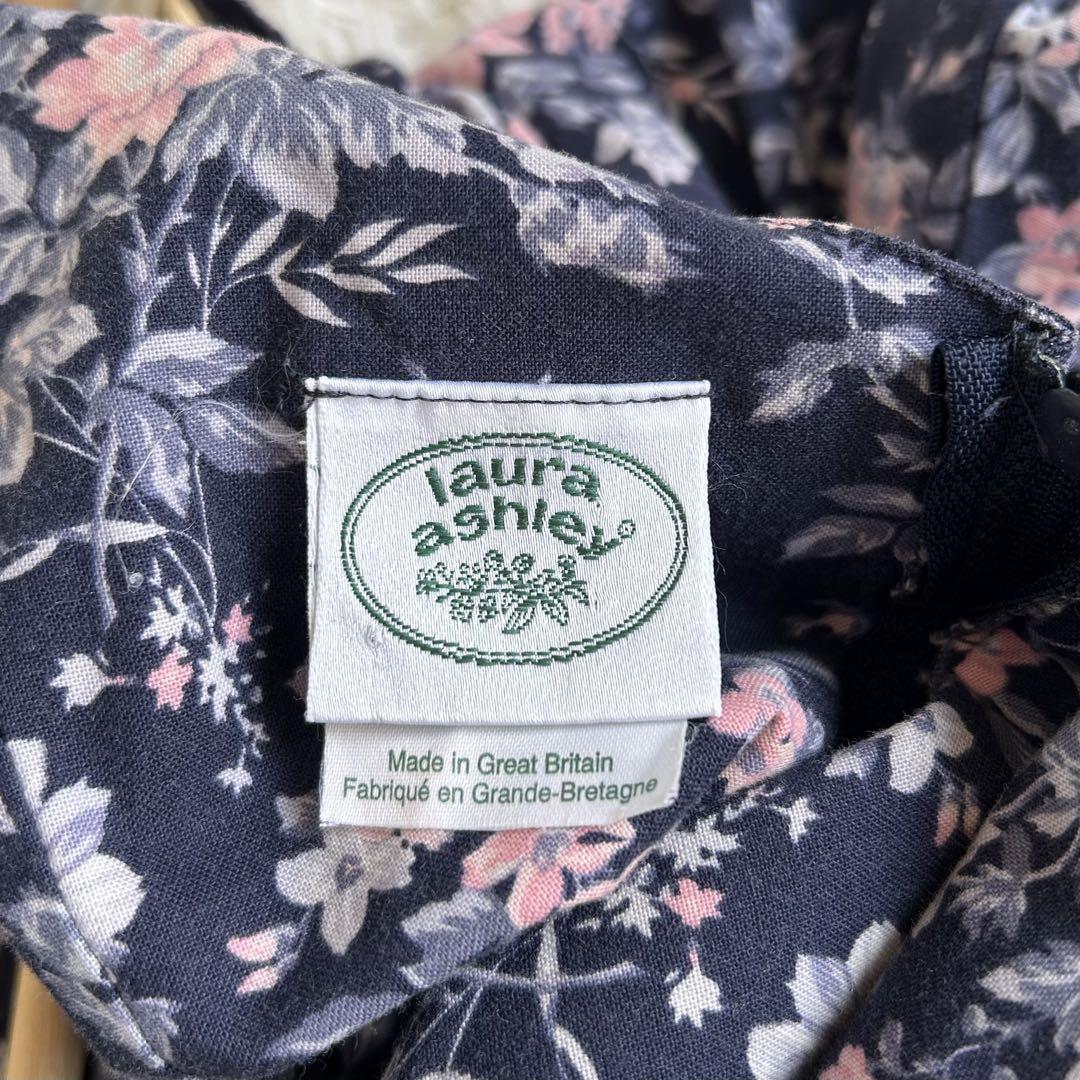 laura
ashley
Made in Great Britain
Fabriqué en Grande-Bretagne